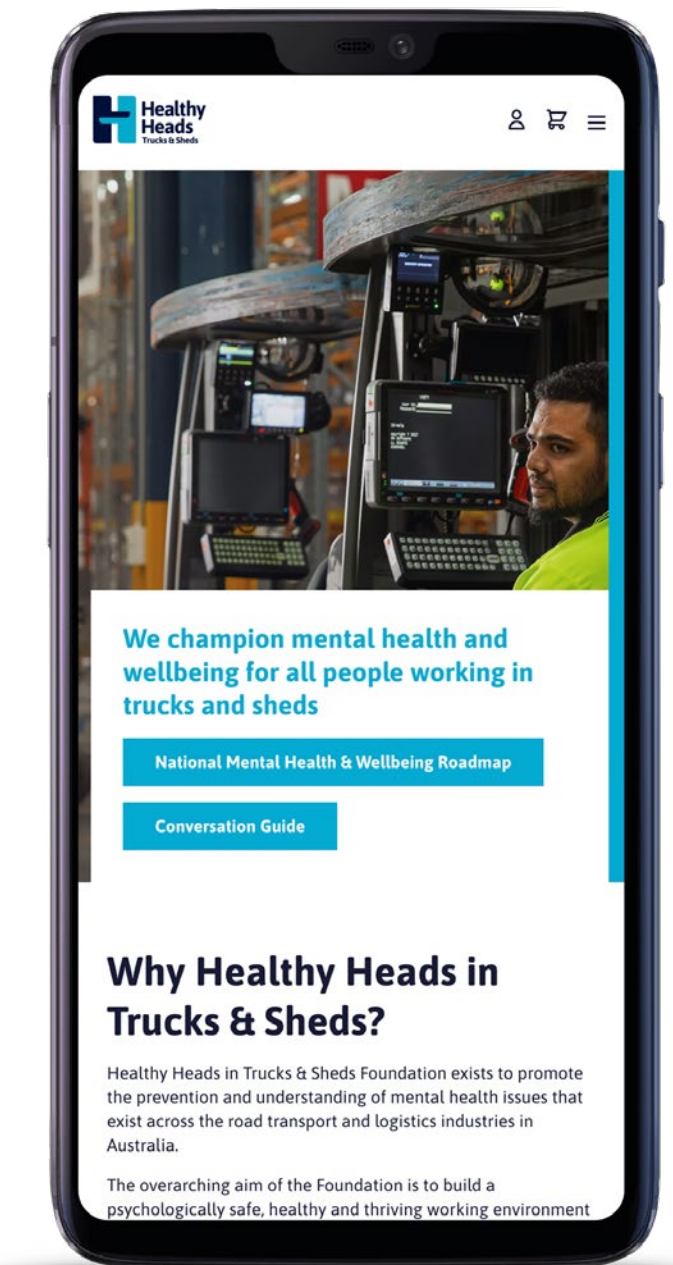 Healthy
Heads
Trucks & Sheds
We champion mental health and
wellbeing for all people working in
trucks and sheds
National Mental Health & Wellbeing Roadmap
Conversation Guide
Why Healthy Heads in
Trucks & Sheds?
Healthy Heads in Trucks & Sheds Foundation exists to promote
the prevention and understanding of mental health issues that
exist across the road transport and logistics industries in
Australia.
The overarching aim of the Foundation is to build a
psychologically safe, healthy and thriving working environment